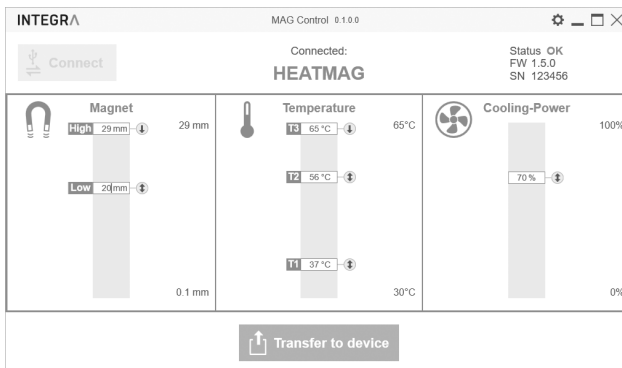 INTEGRΛ
MAG Control 0.1.0.0
Connect
Connected:
HEATMAG
Status OK
FW 1.5.0
SN 123456
Magnet
High 29 mm
29 mm
Low 20 mm
0.1 mm
Temperature
T3 65 °C
65°C
T2 56 °C
T1 37 °C
30°C
Cooling-Power
100%
70 %
0%
Transfer to device